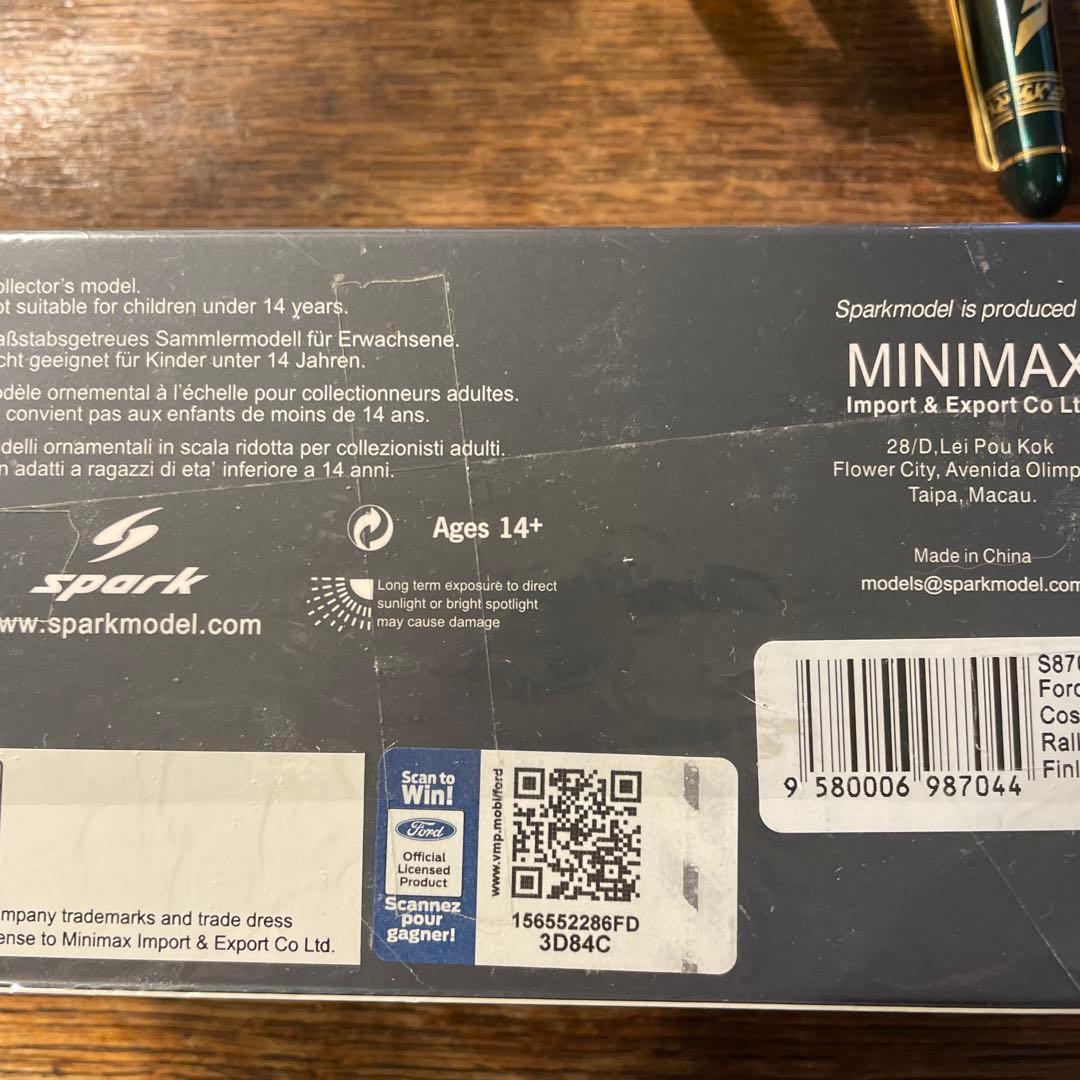 ollector's model.
ot suitable for children under 14 years.
aßstabsgetreues Sammlermodell für Erwachsene.
cht geeignet für Kinder unter 14 Jahren.
odèle ornemental à l'échelle pour collectionneurs adultes.
convient pas aux enfants de moins de 14 ans.
delli ornamentali in scala ridotta per collezionisti adulti.
n adatti a ragazzi di eta' inferiore a 14 anni.
spark
ww.sparkmodel.com
Ages 14+
Long term exposure to direct
sunlight or bright spotlight
may cause damage
Sparkmodel is produced
MINIMAX
Import & Export Co Lt
28/D,Lei Pou Kok
Flower City, Avenida Olimp
Taipa, Macau.
Made in China
models@sparkmodel.com
S870
Ford
Cos
Rall
Finl
9 580006 987044
mpany trademarks and trade dress
ense to Minimax Import & Export Co Ltd.
Scan to
Win!
Ford
Official
Licensed
Product
Scannez
pour
gagner!
www.vmp.mobi/ford
156552286FD
3D84C